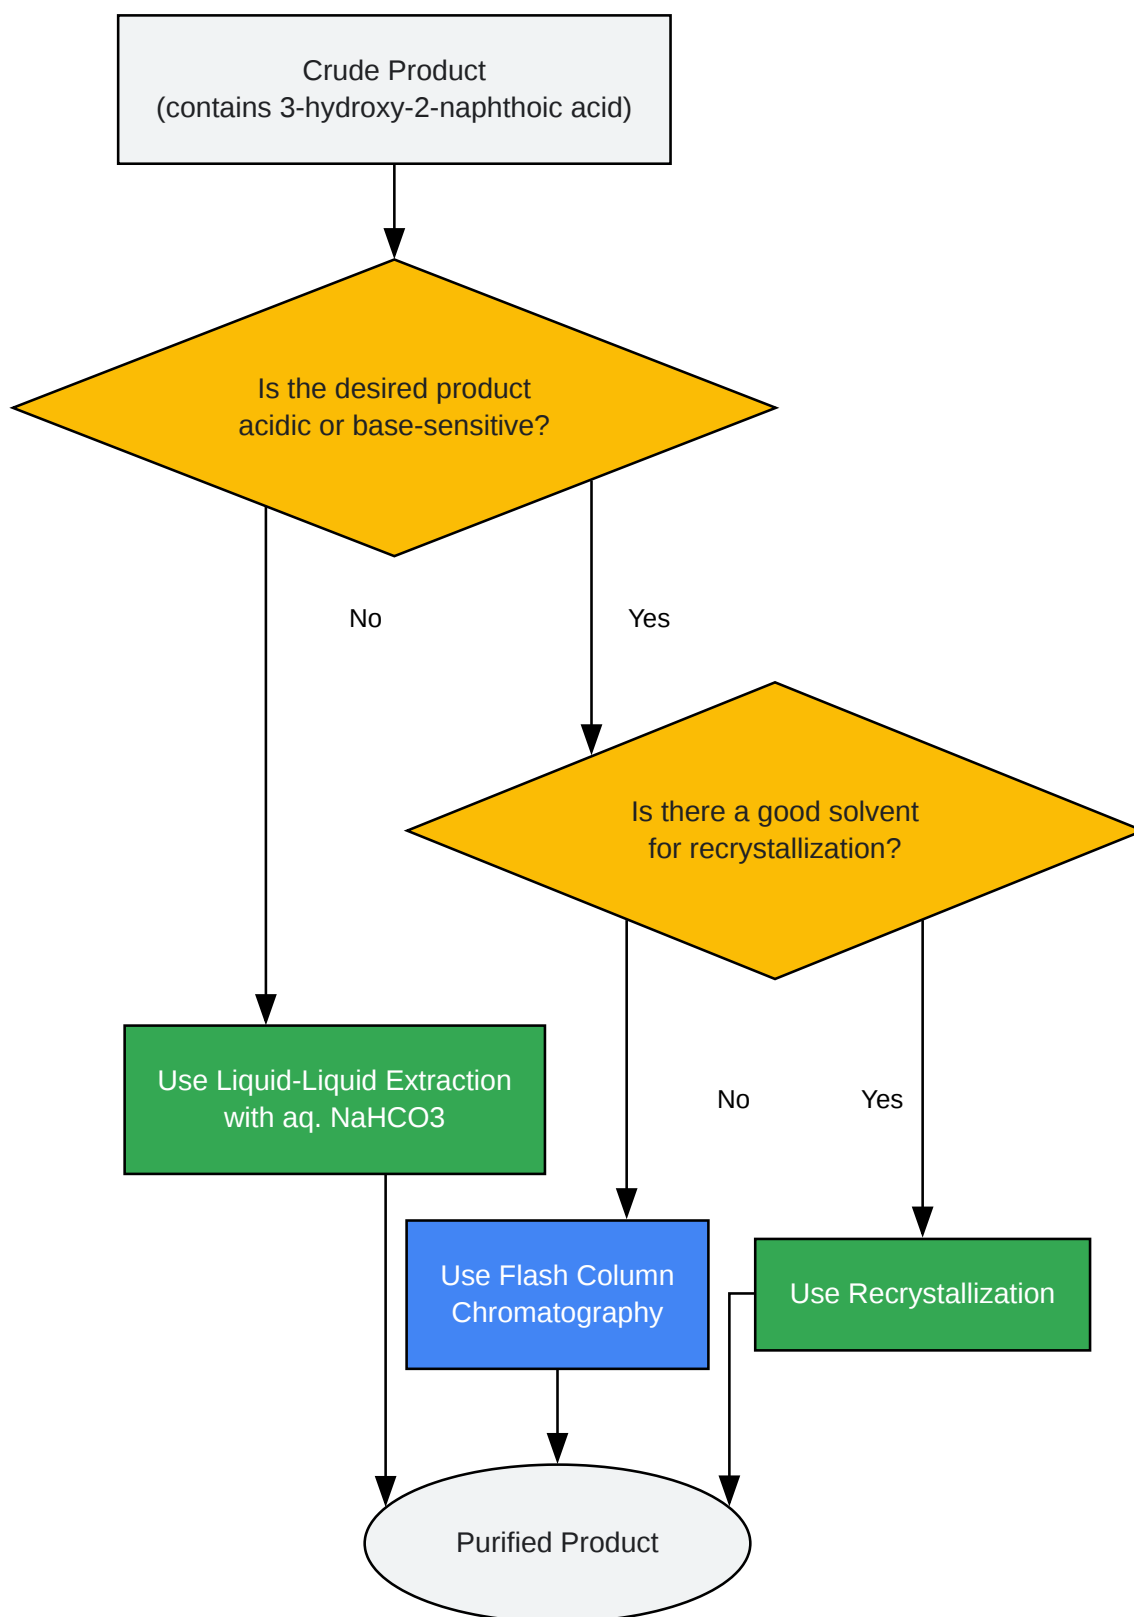 Crude Product
(contains 3-hydroxy-2-naphthoic acid)
Is the desired product
acidic or base-sensitive?
No
Yes
Is there a good solvent
for recrystallization?
Use Liquid-Liquid Extraction
with aq. NaHCO3
No
Yes
Use Flash Column
Chromatography
Use Recrystallization
Purified Product